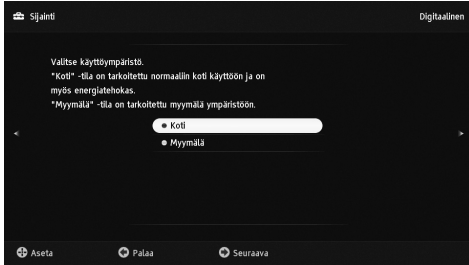 Sijainti
Digitaalinen
Valitse käyttöympäristö.
"Koti" -tila on tarkoitettu normaaliin koti käyttöön ja on
myös energiatehokas.
"Myymälä" -tila on tarkoitettu myymälä ympäristöön.
Koti
Myymälä
Aseta
Palaa
Seuraava